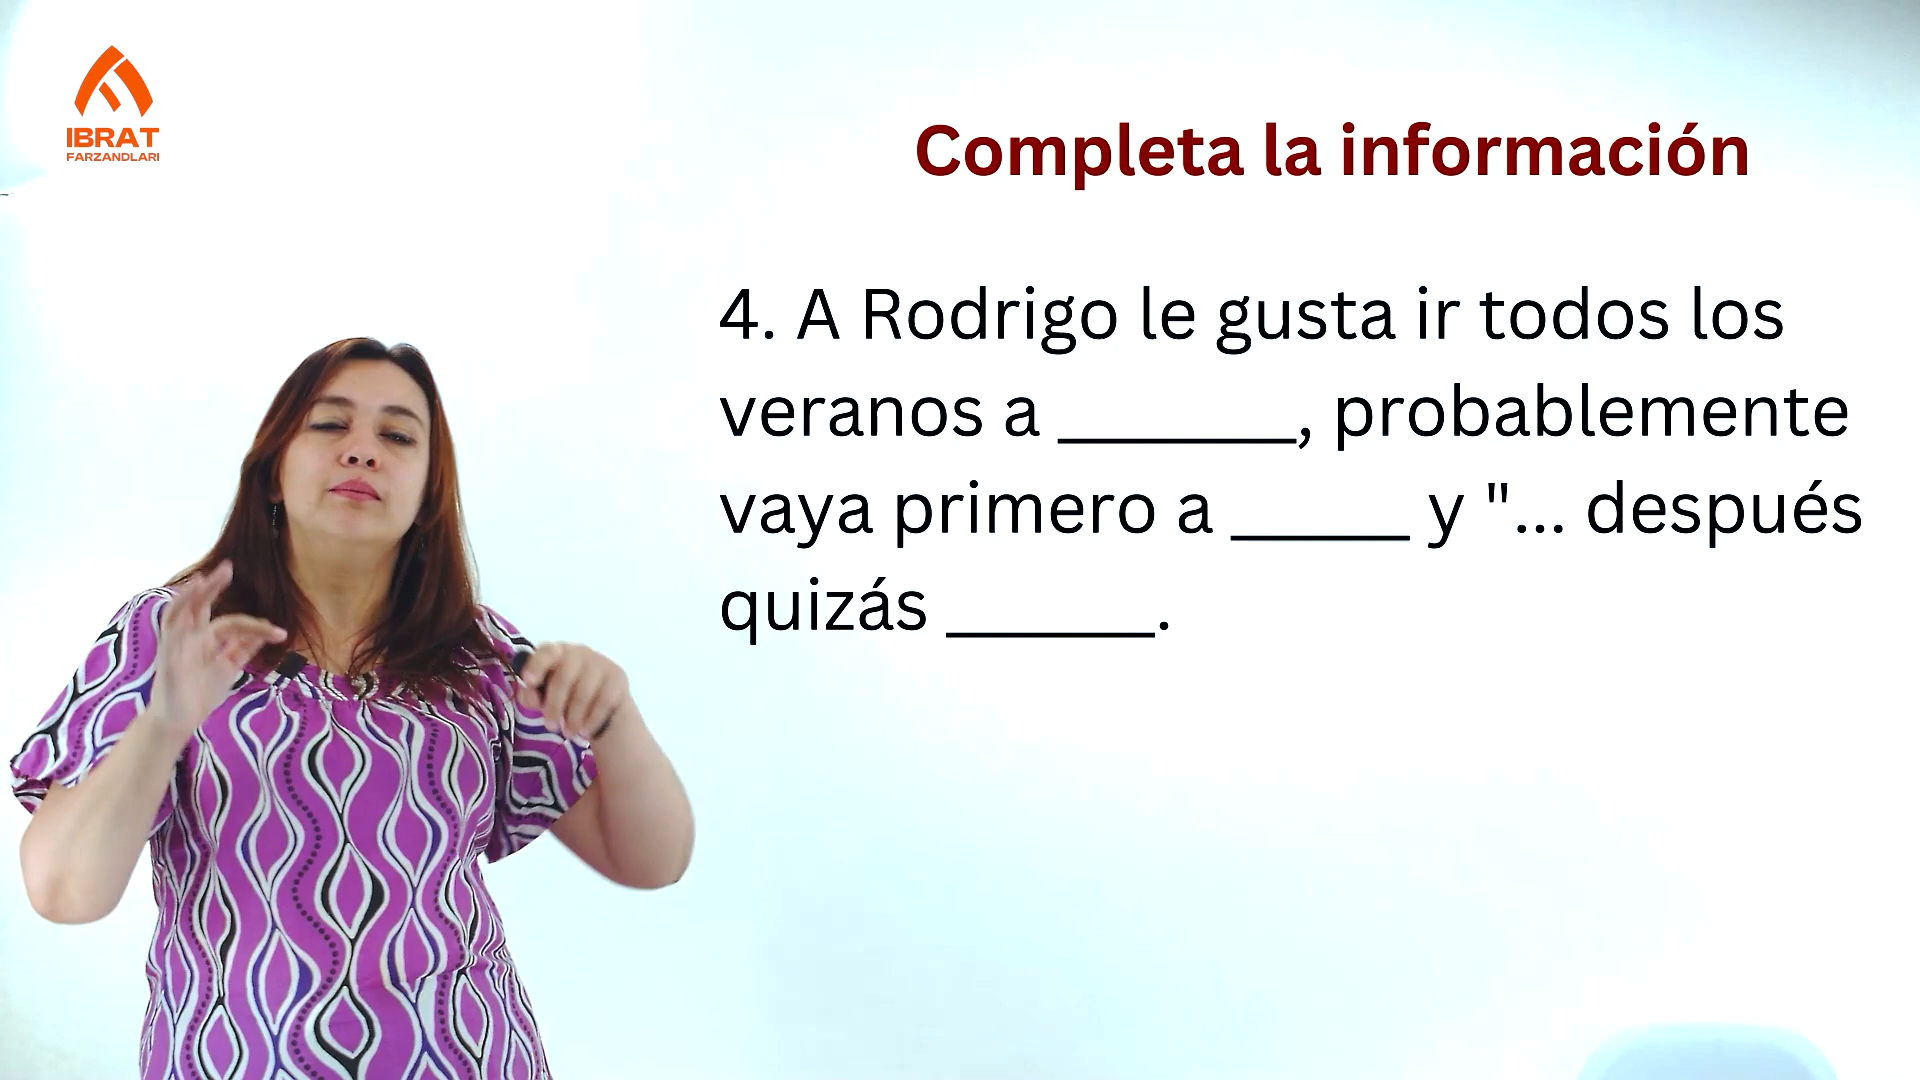 IBRAT
FARZANDLARI
Completa la información
4. A Rodrigo le gusta ir todos los
veranos a ______, probablemente
vaya primero a _____ y "... después
quizás ______.